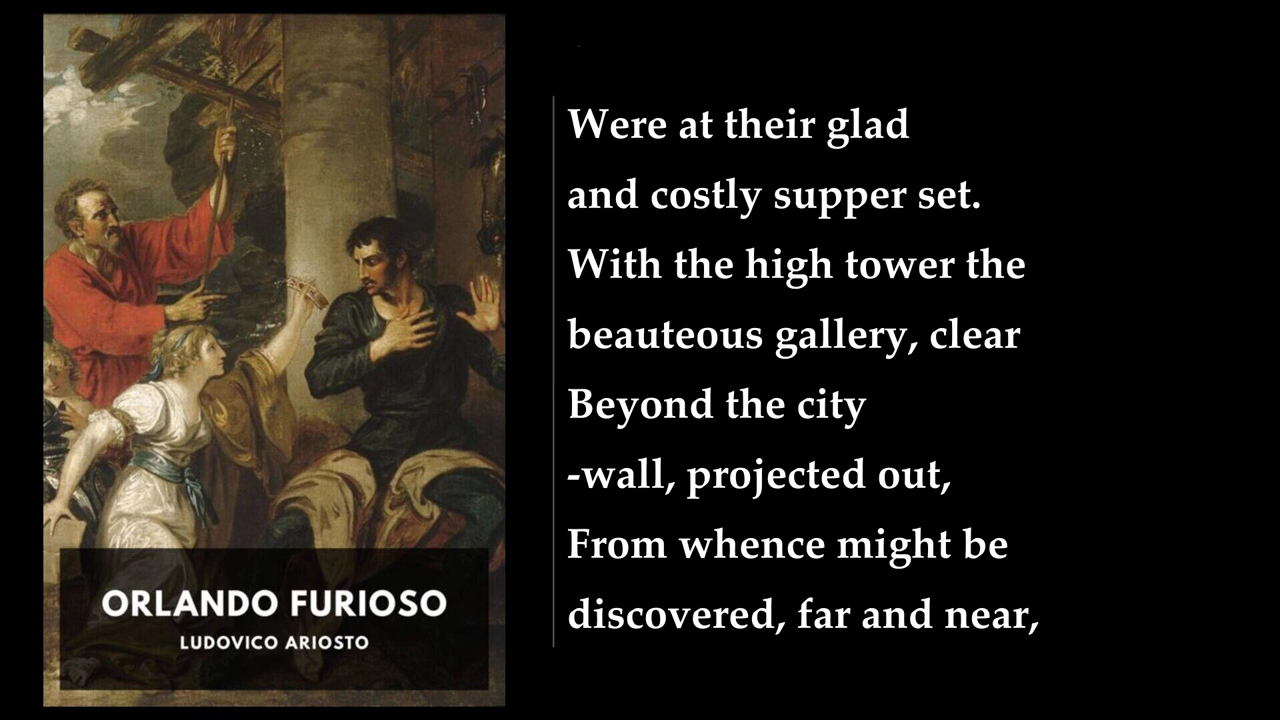 ORLANDO FURIOSO
LUDOVICO ARIOSTO
Were at their glad
and costly supper set.
With the high tower the
beauteous gallery, clear
Beyond the city
-wall, projected out,
From whence might be
discovered, far and near,